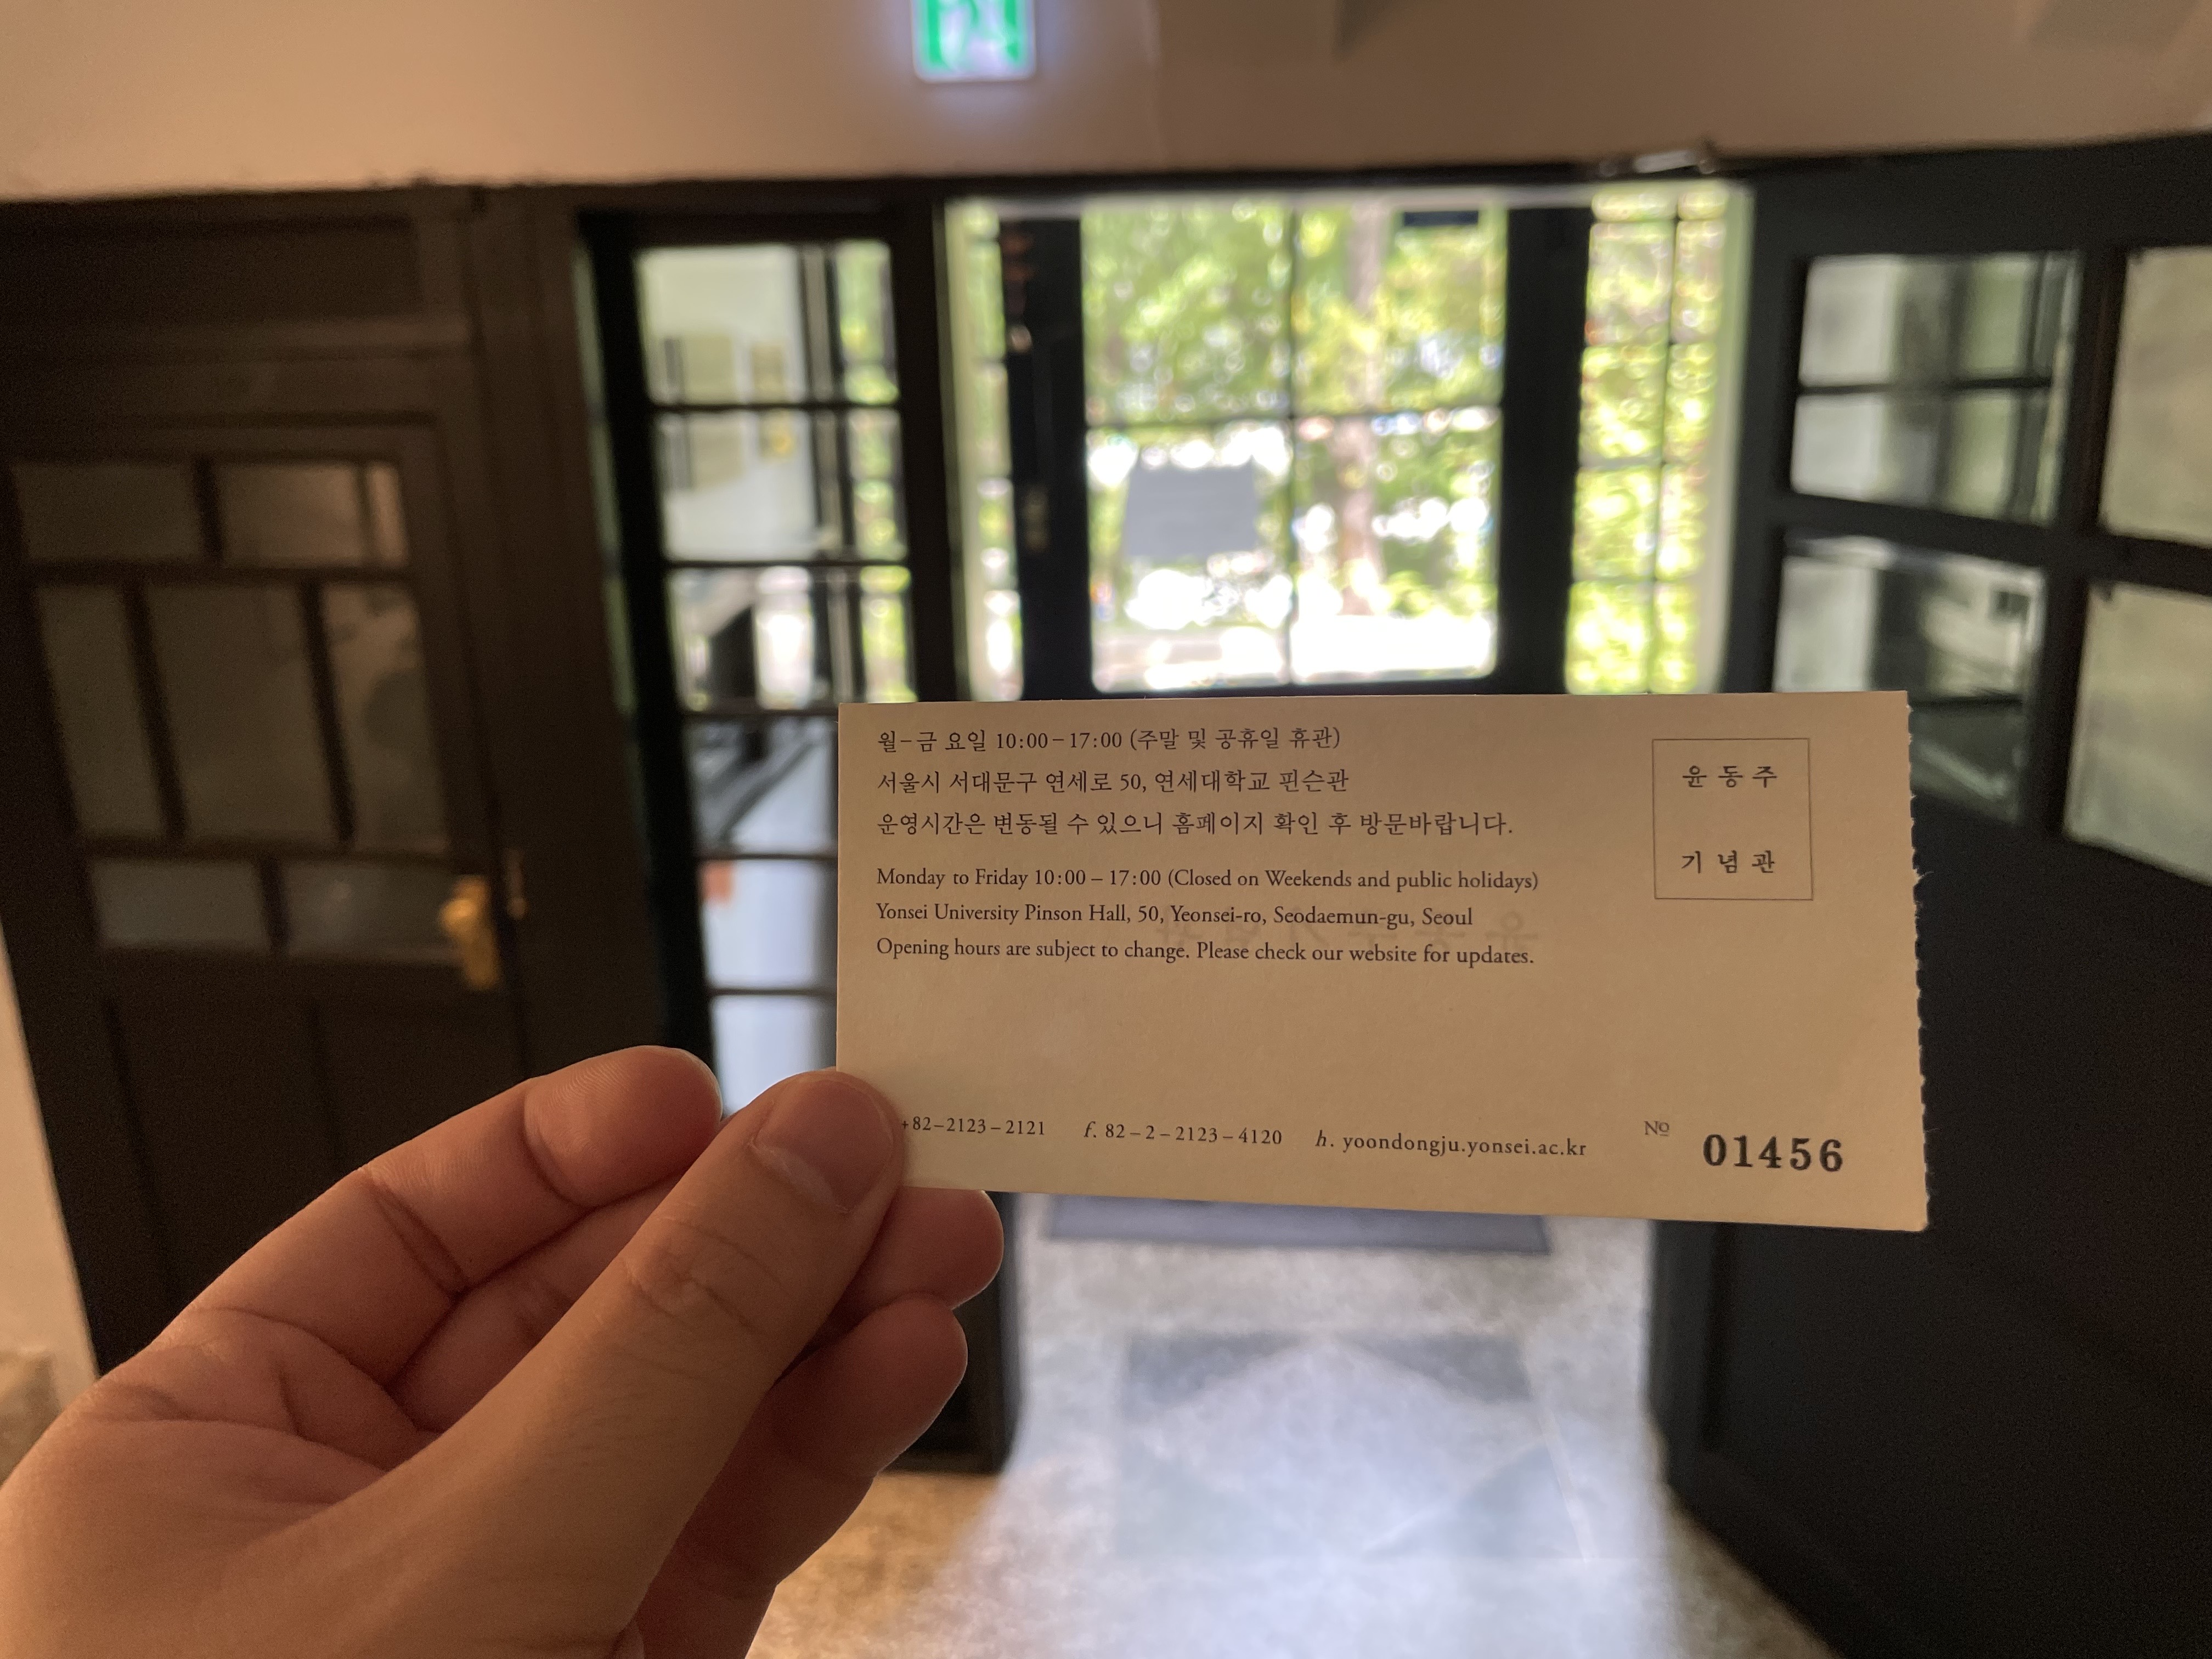 월–금 요일 10:00–17:00 (주말 및 공휴일 휴관)
서울시 서대문구 연세로 50, 연세대학교 핀슨관
운영시간은 변동될 수 있으니 홈페이지 확인 후 방문바랍니다.
Monday to Friday 10:00 – 17:00 (Closed on Weekends and public holidays)
Yonsei University Pinson Hall, 50, Yeonsei-ro, Seodaemun-gu, Seoul
Opening hours are subject to change. Please check our website for updates.
윤동주
기념관
+82–2123–2121 f. 82–2–2123–4120 h. yoondongju.yonsei.ac.kr
№ 01456